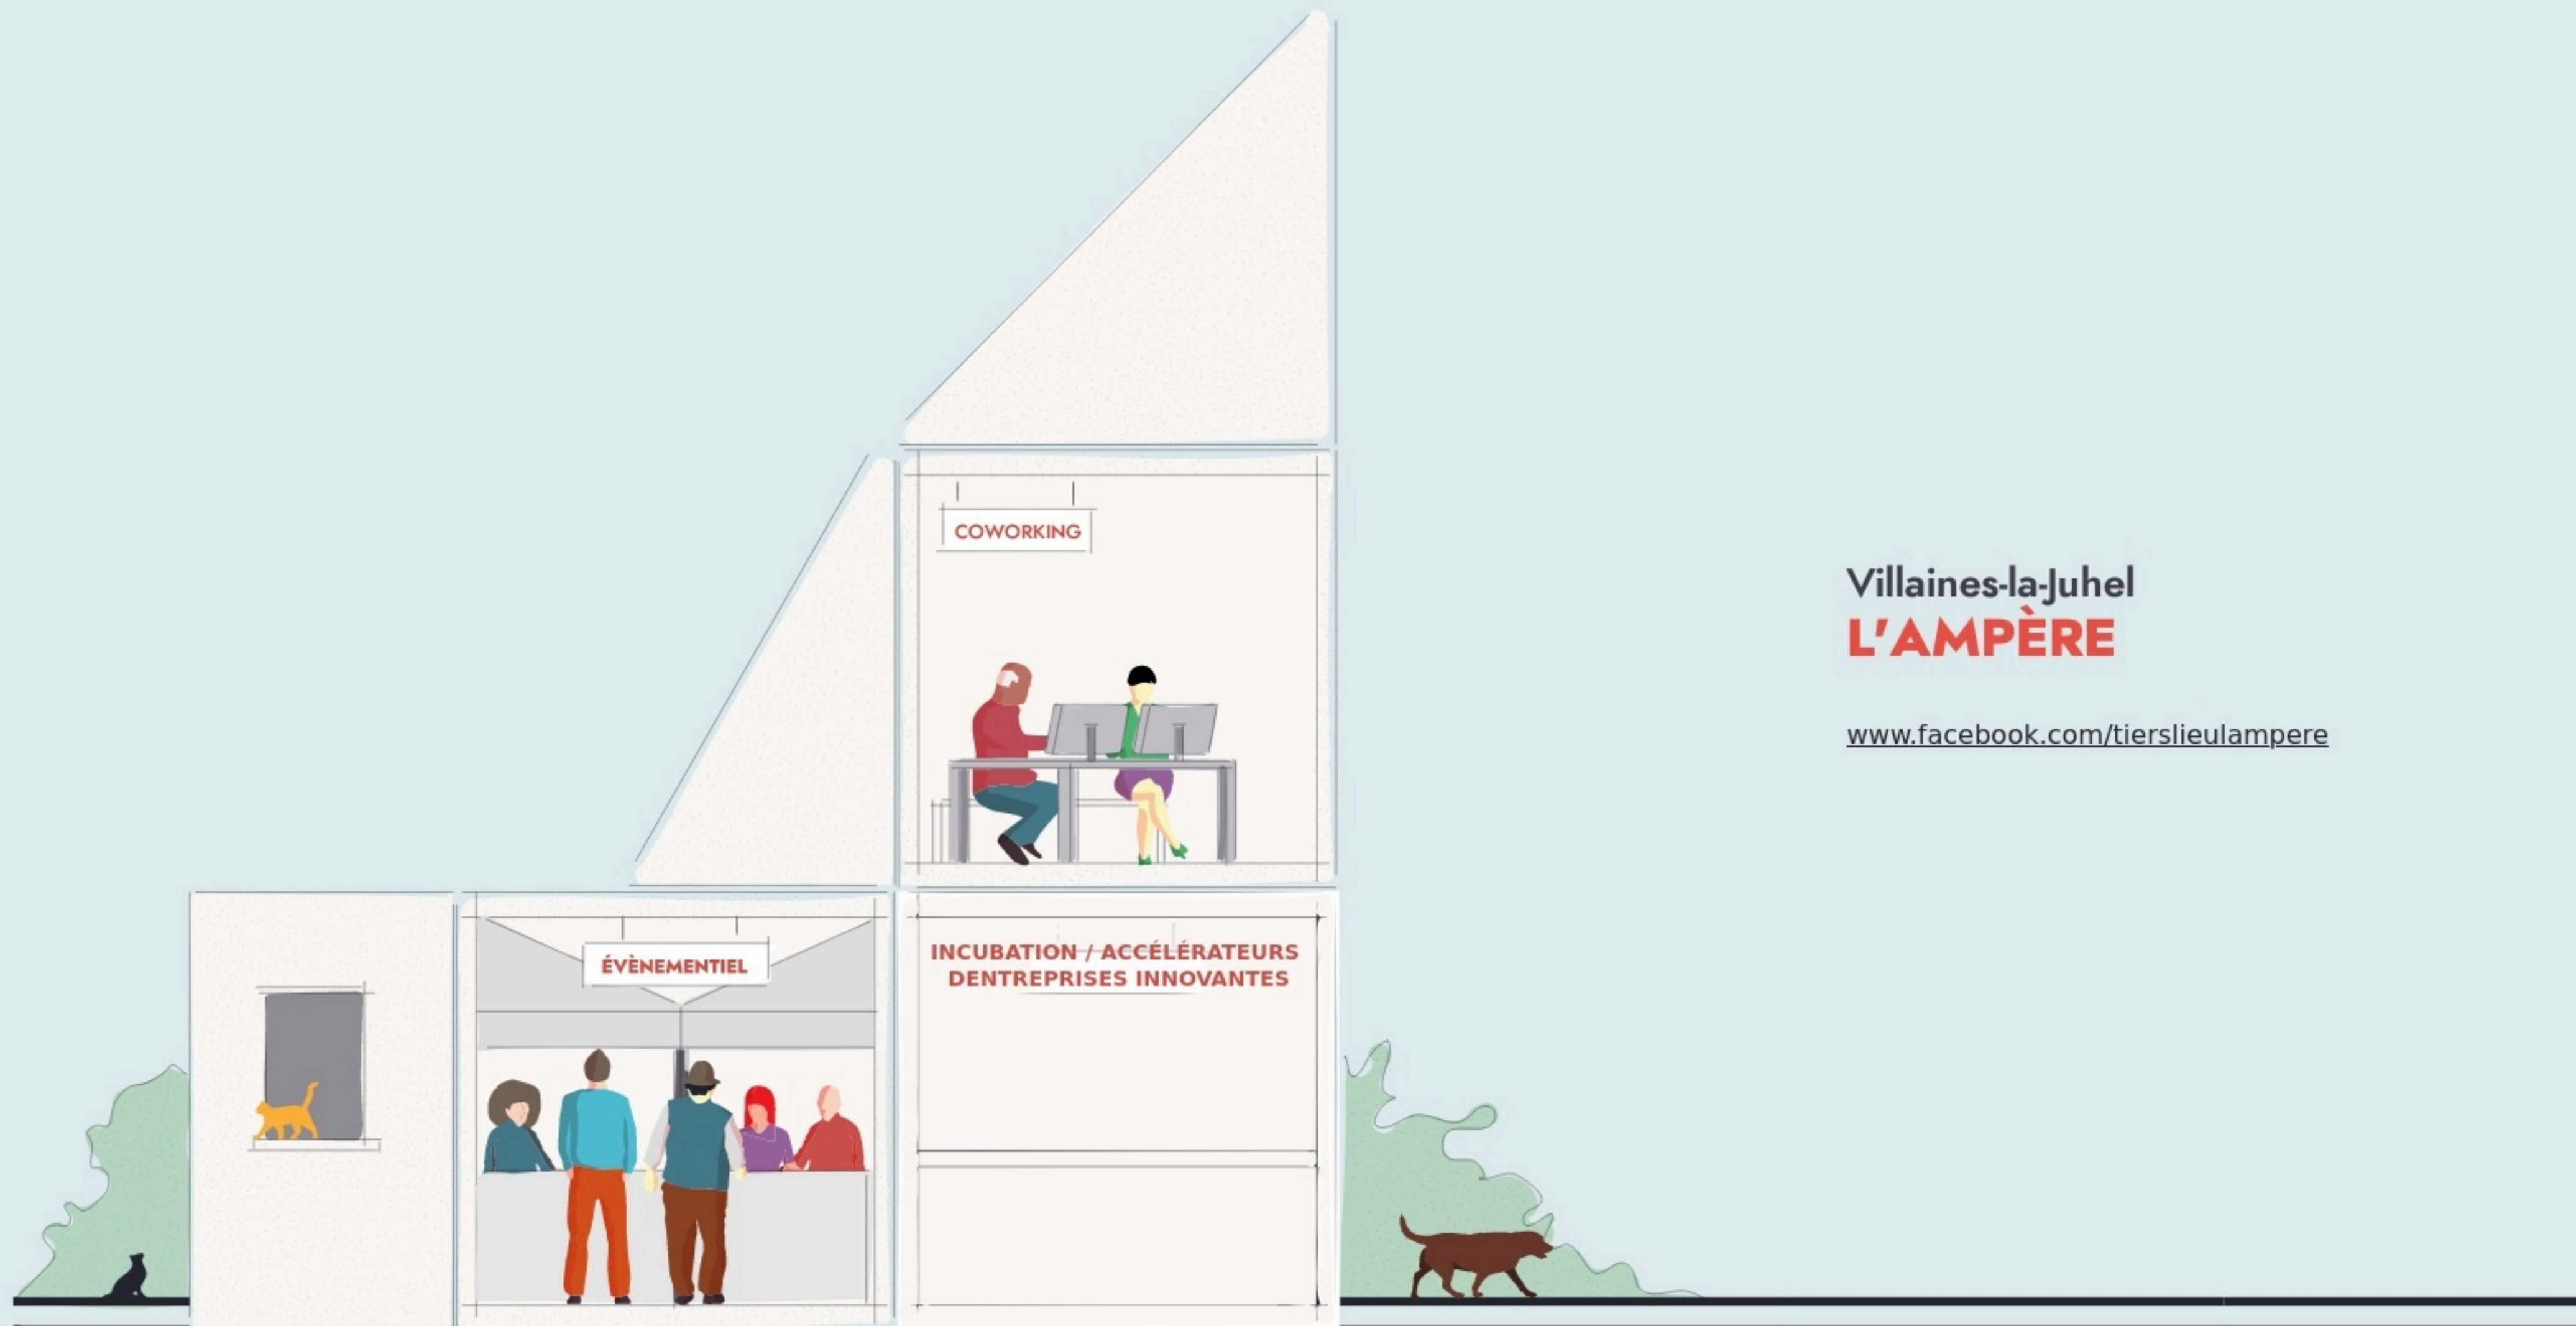 COWORKING
Villaines-la-Juhel
L'AMPÈRE
www.facebook.com/tierslieulampere
ÉVÈNEMENTIEL
INCUBATION / ACCÉLÉRATEURS
DENTREPRISES INNOVANTES